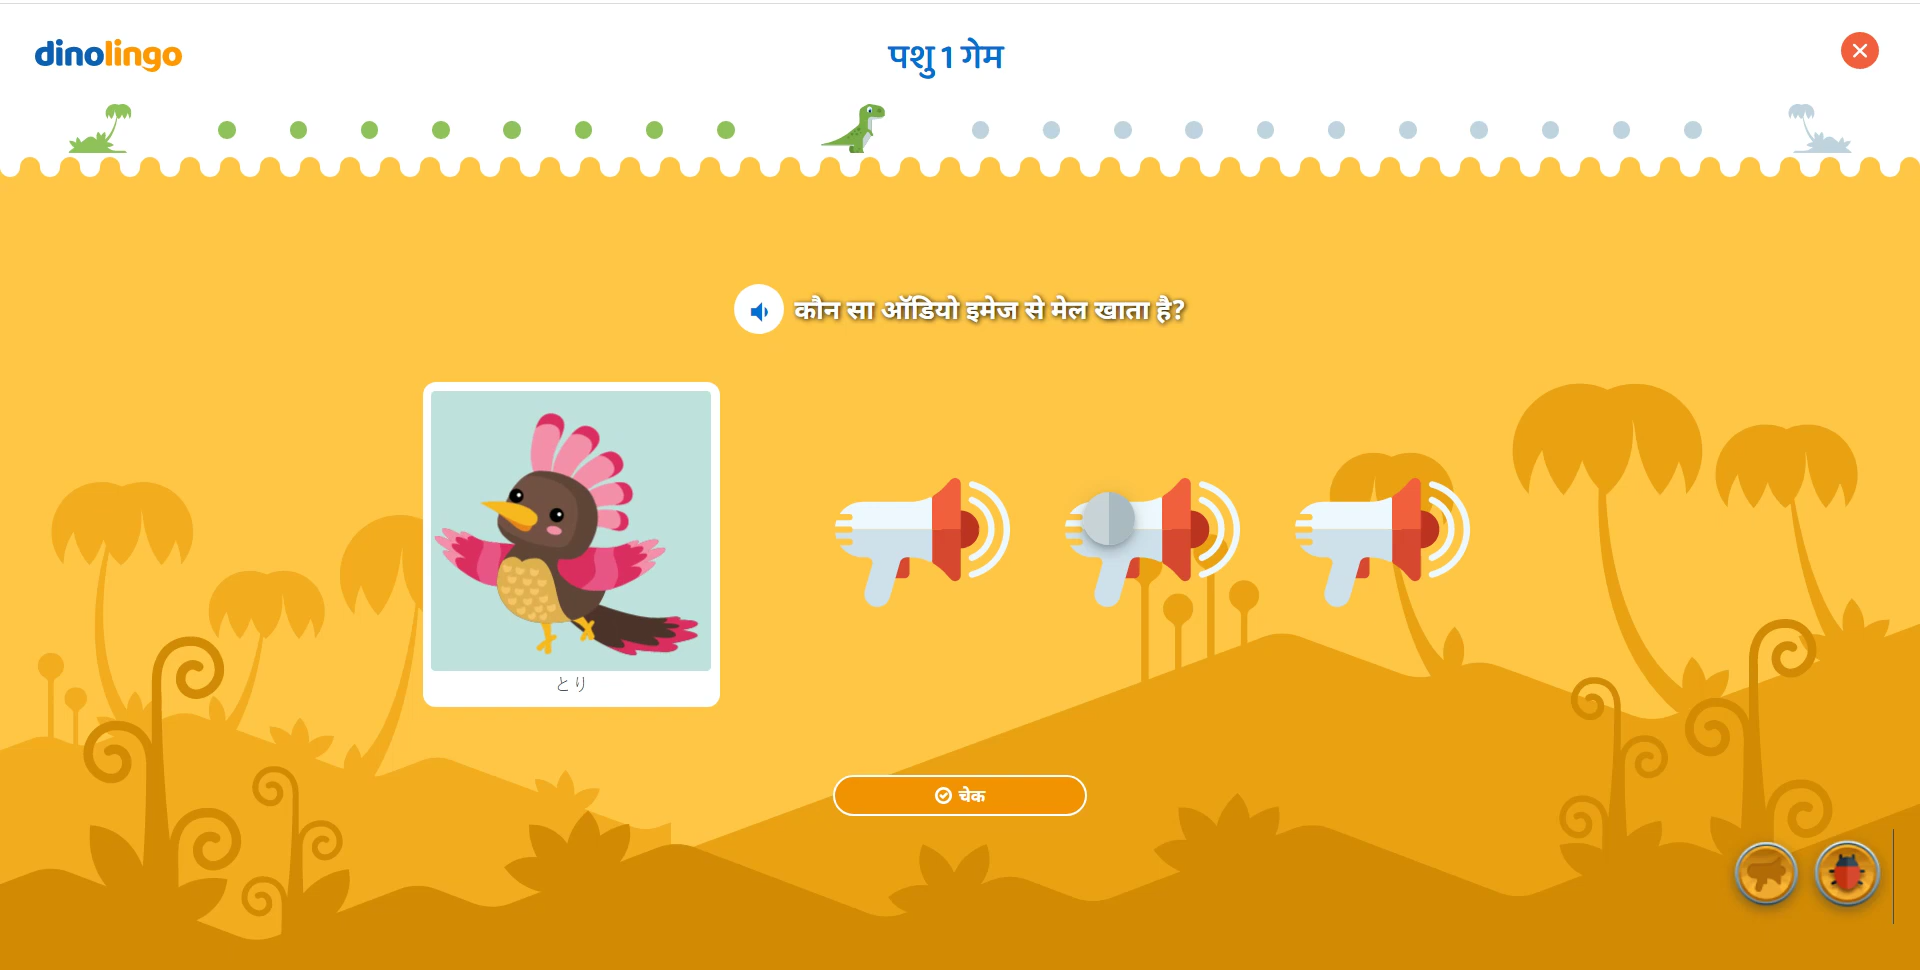 dinolingo
पशु 1 गेम
कौन सा ऑडियो इमेज से मेल खाता है?
とり
चेक